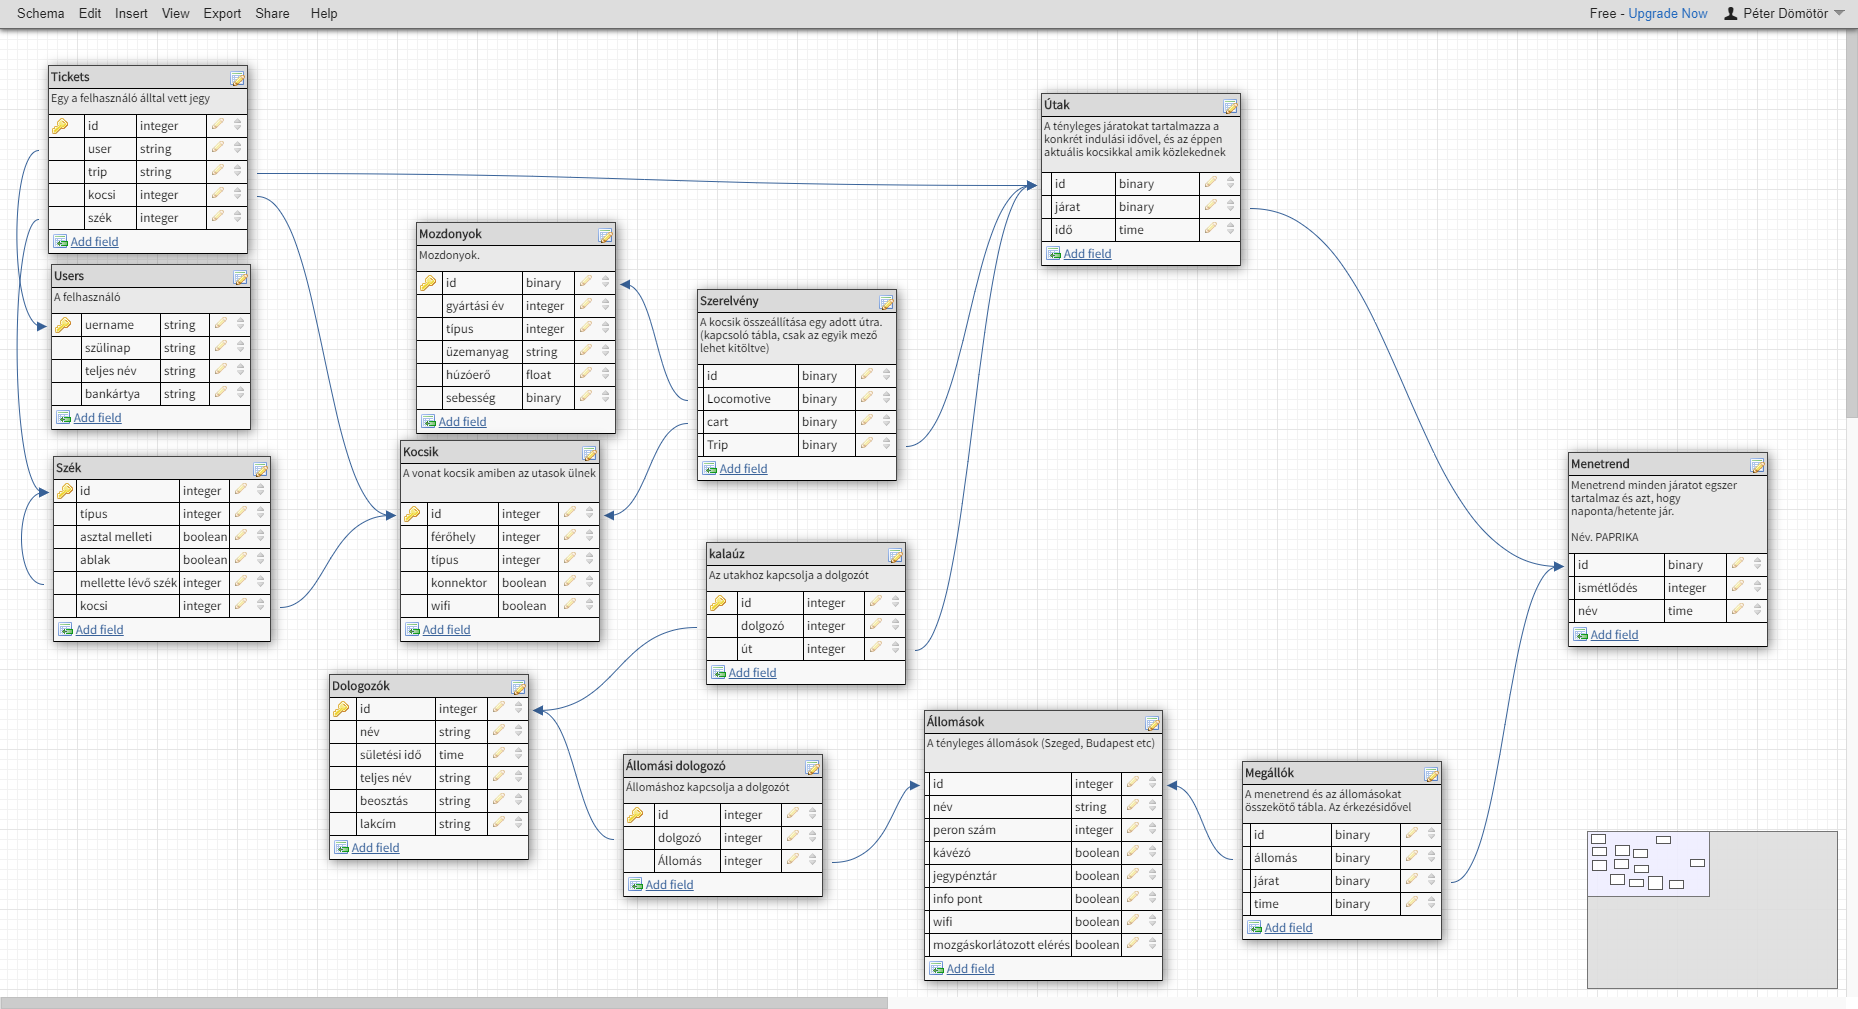 Schema Edit Insert View Export Share Help
Free - Upgrade Now Péter Dömötör
Tickets
Egy a felhasználó álltal vett jegy
id integer
user string
trip string
kocsi integer
szék integer
Add field
Users
A felhasználó
uername string
szülinap string
teljes név string
bankártya string
Add field
Szék
id integer
típus integer
asztal melleti boolean
ablak boolean
mellette lévő szék integer
kocsi integer
Add field
Mozdonyok
Mozdonyok.
id binary
gyártási év integer
típus integer
üzemanyag string
húzóerő float
sebesség binary
Add field
Kocsik
A vonat kocsik amiben az utasok ülnek
id integer
férőhely integer
típus integer
konnektor boolean
wifi boolean
Add field
Szerelvény
A kocsik összeállítása egy adott útra.
(kapcsoló tábla, csak az egyik mező
lehet kitöltve)
id binary
Locomotive binary
cart binary
Trip binary
Add field
kalaúz
Az utakhoz kapcsolja a dolgozót
id integer
dolgozó integer
út integer
Add field
Dologozók
id integer
név string
sületési idő time
teljes név string
beosztás string
lakcím string
Add field
Állomási dologozó
Állomáshoz kapcsolja a dolgozót
id integer
dolgozó integer
Állomás integer
Add field
Útak
A tényleges járatokat tartalmazza a
konkrét indulási idővel, és az éppen
aktuális kocsikkal amik közlekednek
id binary
járat binary
idő time
Add field
Állomások
A tényleges állomások (Szeged, Budapest etc)
id integer
név string
peron szám integer
kávézó boolean
jegypénztár boolean
info pont boolean
wifi boolean
mozgáskorlátozott elérés boolean
Add field
Megállók
A menetrend és az állomásokat
összekötő tábla. Az érkezésidővel
id binary
állomás binary
járat binary
time binary
Add field
Menetrend
Menetrend minden járatot egszer
tartalmaz és azt, hogy
naponta/hetente jár.
Név. PAPRIKA
id binary
ismétlődés integer
név time
Add field